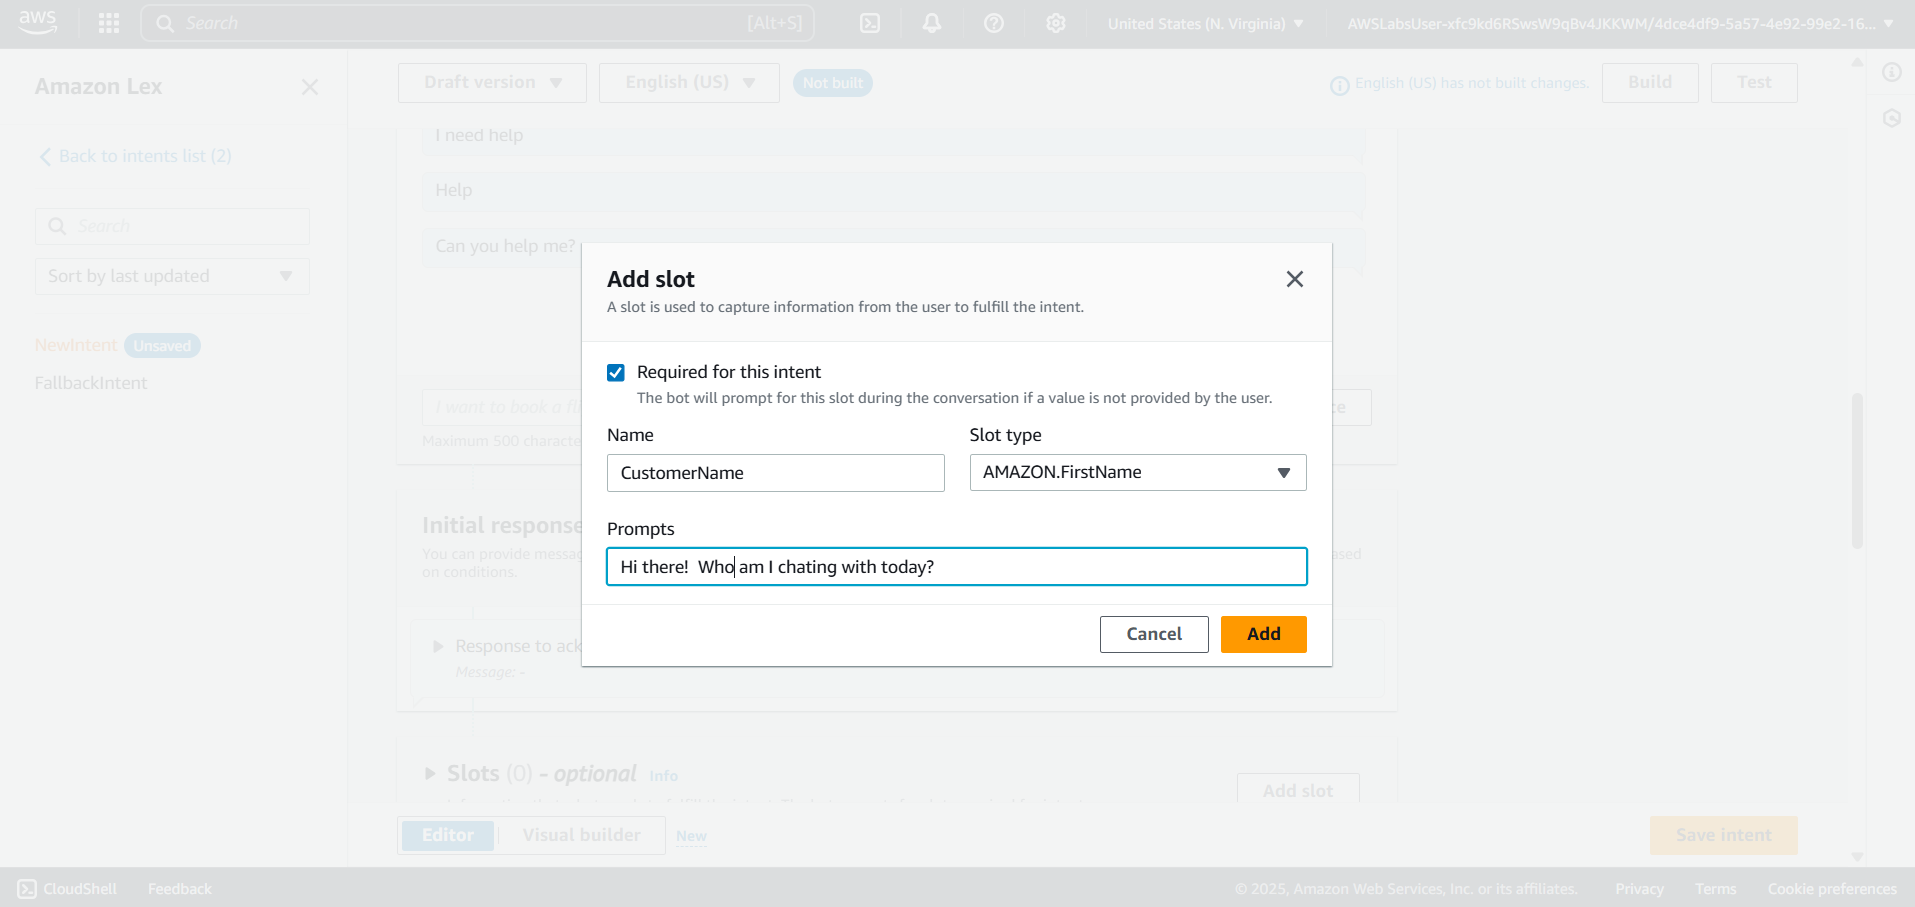 aws
Search
[Alt+S]
United States (N. Virginia)
AWSLabsUser-xfc9kd6RSwsW9qBv4JKKWM/4dce4df9-5a57-4e92-99e2-16...
Amazon Lex
Back to intents list (2)
Search
Sort by last updated
NewIntent Unsaved
FallbackIntent
Draft version
English (US)
Not built
English (US) has not built changes.
Build
Test
I need help
Help
Can you help me?
I want to book a fli
Maximum 500 characte
Initial response
You can provide messag
on conditions.
Response to ack
Message: -
Slots (0) - optional Info
Add slot
Editor
Visual builder
New
Save intent
Add slot
A slot is used to capture information from the user to fulfill the intent.
Required for this intent
The bot will prompt for this slot during the conversation if a value is not provided by the user.
Name
Slot type
CustomerName
AMAZON.FirstName
Prompts
Hi there!  Who am I chating with today?
Cancel
Add
CloudShell
Feedback
© 2025, Amazon Web Services, Inc. or its affiliates.
Privacy
Terms
Cookie preferences